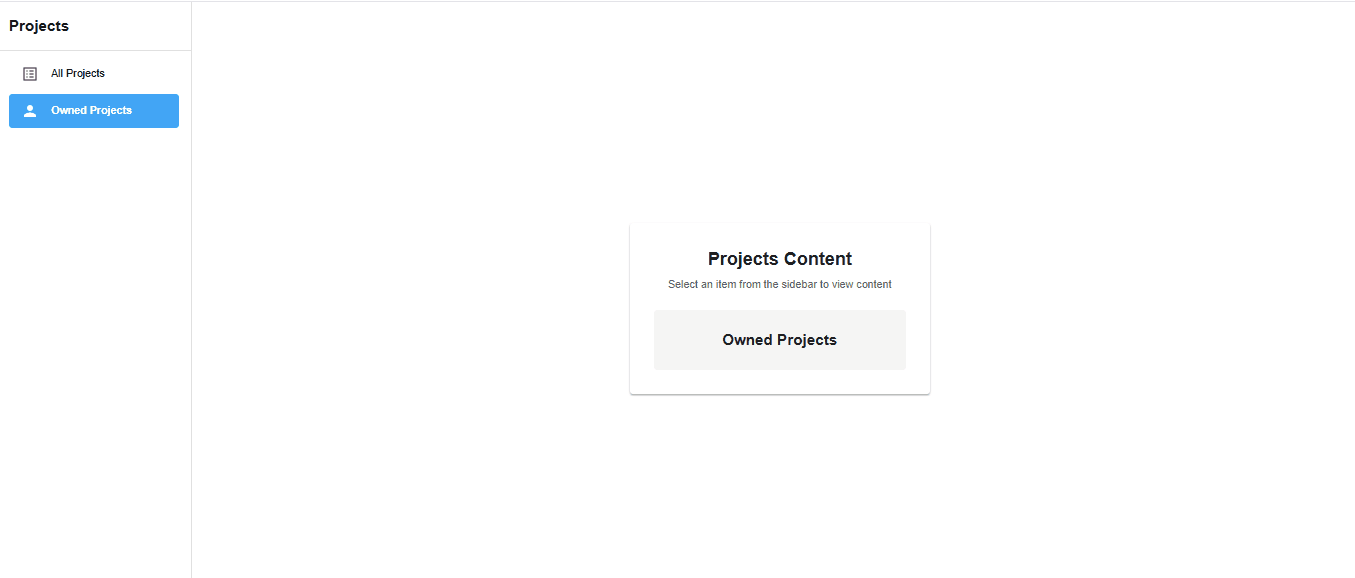 Projects
All Projects
Owned Projects
Projects Content
Select an item from the sidebar to view content
Owned Projects